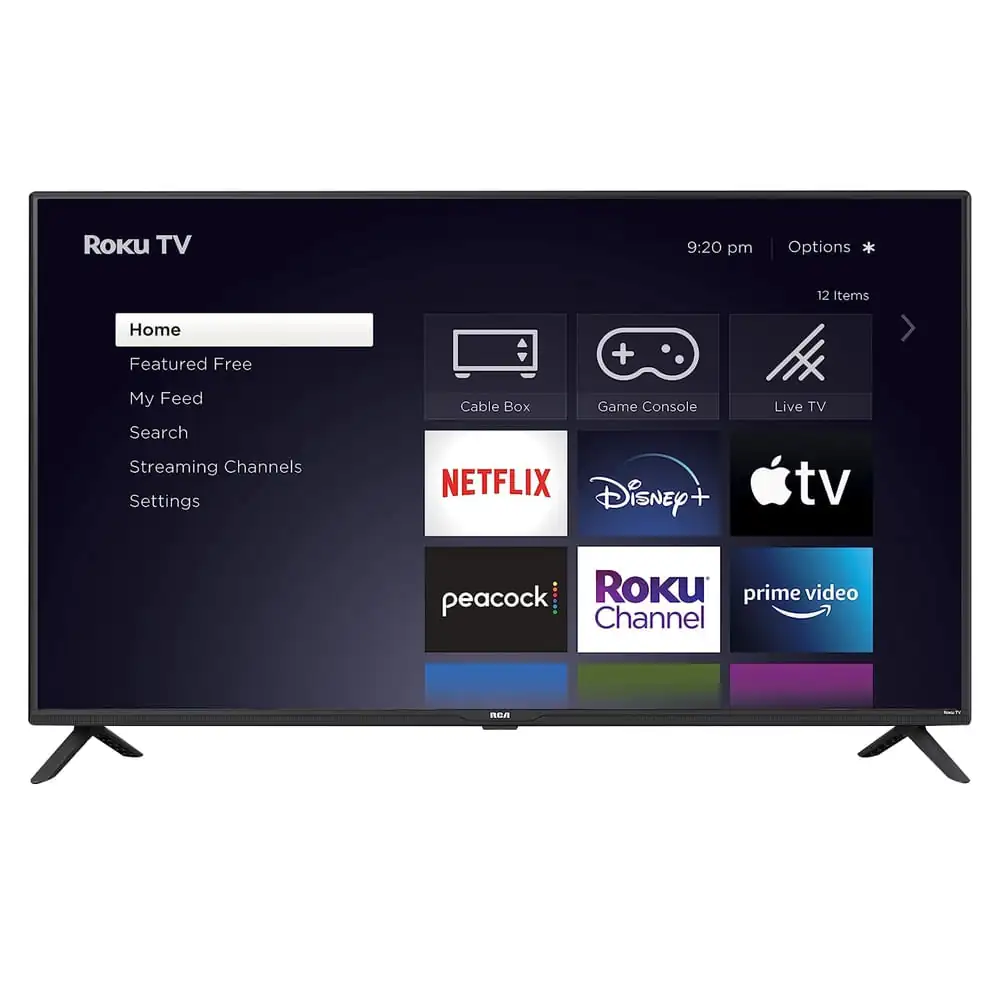 Roku TV
9:20 pm
Options *
12 Items
Home
Featured Free
My Feed
Search
Streaming Channels
Settings
Cable Box
Game Console
Live TV
NETFLIX
Disney+
tv
peacock
Roku
Channel
prime video
RCA
Roku TV